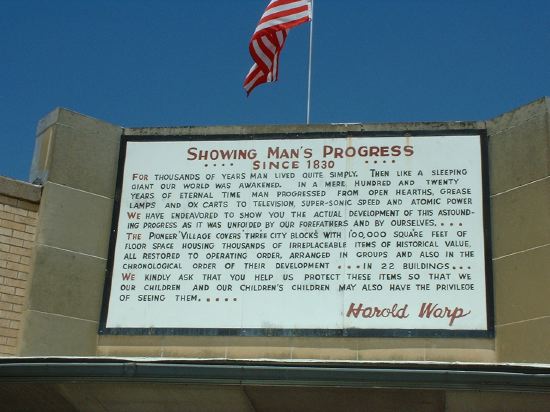 SHOWING MAN'S PROGRESS
.... SINCE 1830 ....
FOR THOUSANDS OF YEARS MAN LIVED QUITE SIMPLY. THEN LIKE A SLEEPING
GIANT OUR WORLD WAS AWAKENED. IN A MERE HUNDRED AND TWENTY
YEARS OF ETERNAL TIME MAN PROGRESSED FROM OPEN HEARTHS, GREASE
LAMPS AND OX CARTS TO TELEVISION, SUPER-SONIC SPEED AND ATOMIC POWER
WE HAVE ENDEAVORED TO SHOW YOU THE ACTUAL DEVELOPMENT OF THIS ASTOUND-
ING PROGRESS AS IT WAS UNFOLDED BY OUR FOREFATHERS AND BY OURSELVES....
THE PIONEER VILLAGE COVERS THREE CITY BLOCKS WITH 100,000 SQUARE FEET OF
FLOOR SPACE HOUSING THOUSANDS OF IRREPLACEABLE ITEMS OF HISTORICAL VALUE,
ALL RESTORED TO OPERATING ORDER, ARRANGED IN GROUPS AND ALSO IN THE
CHRONOLOGICAL ORDER OF THEIR DEVELOPMENT ...IN 22 BUILDINGS...
WE KINDLY ASK THAT YOU HELP US PROTECT THESE ITEMS SO THAT WE
OUR CHILDREN AND OUR CHILDREN'S CHILDREN MAY ALSO HAVE THE PRIVILEGE
OF SEEING THEM.....
Harold Warp